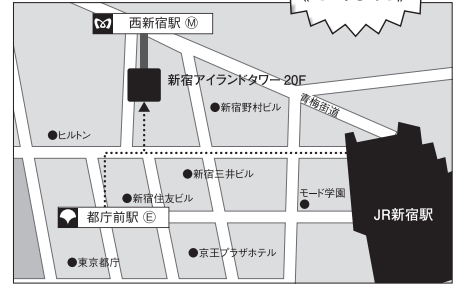 西新宿駅 Ⓜ
新宿アイランドタワー 20F
青梅街道
●新宿野村ビル
●ヒルトン
●新宿三井ビル
●新宿住友ビル
モード学園
●
都庁前駅 Ⓔ
JR新宿駅
●京王プラザホテル
●東京都庁